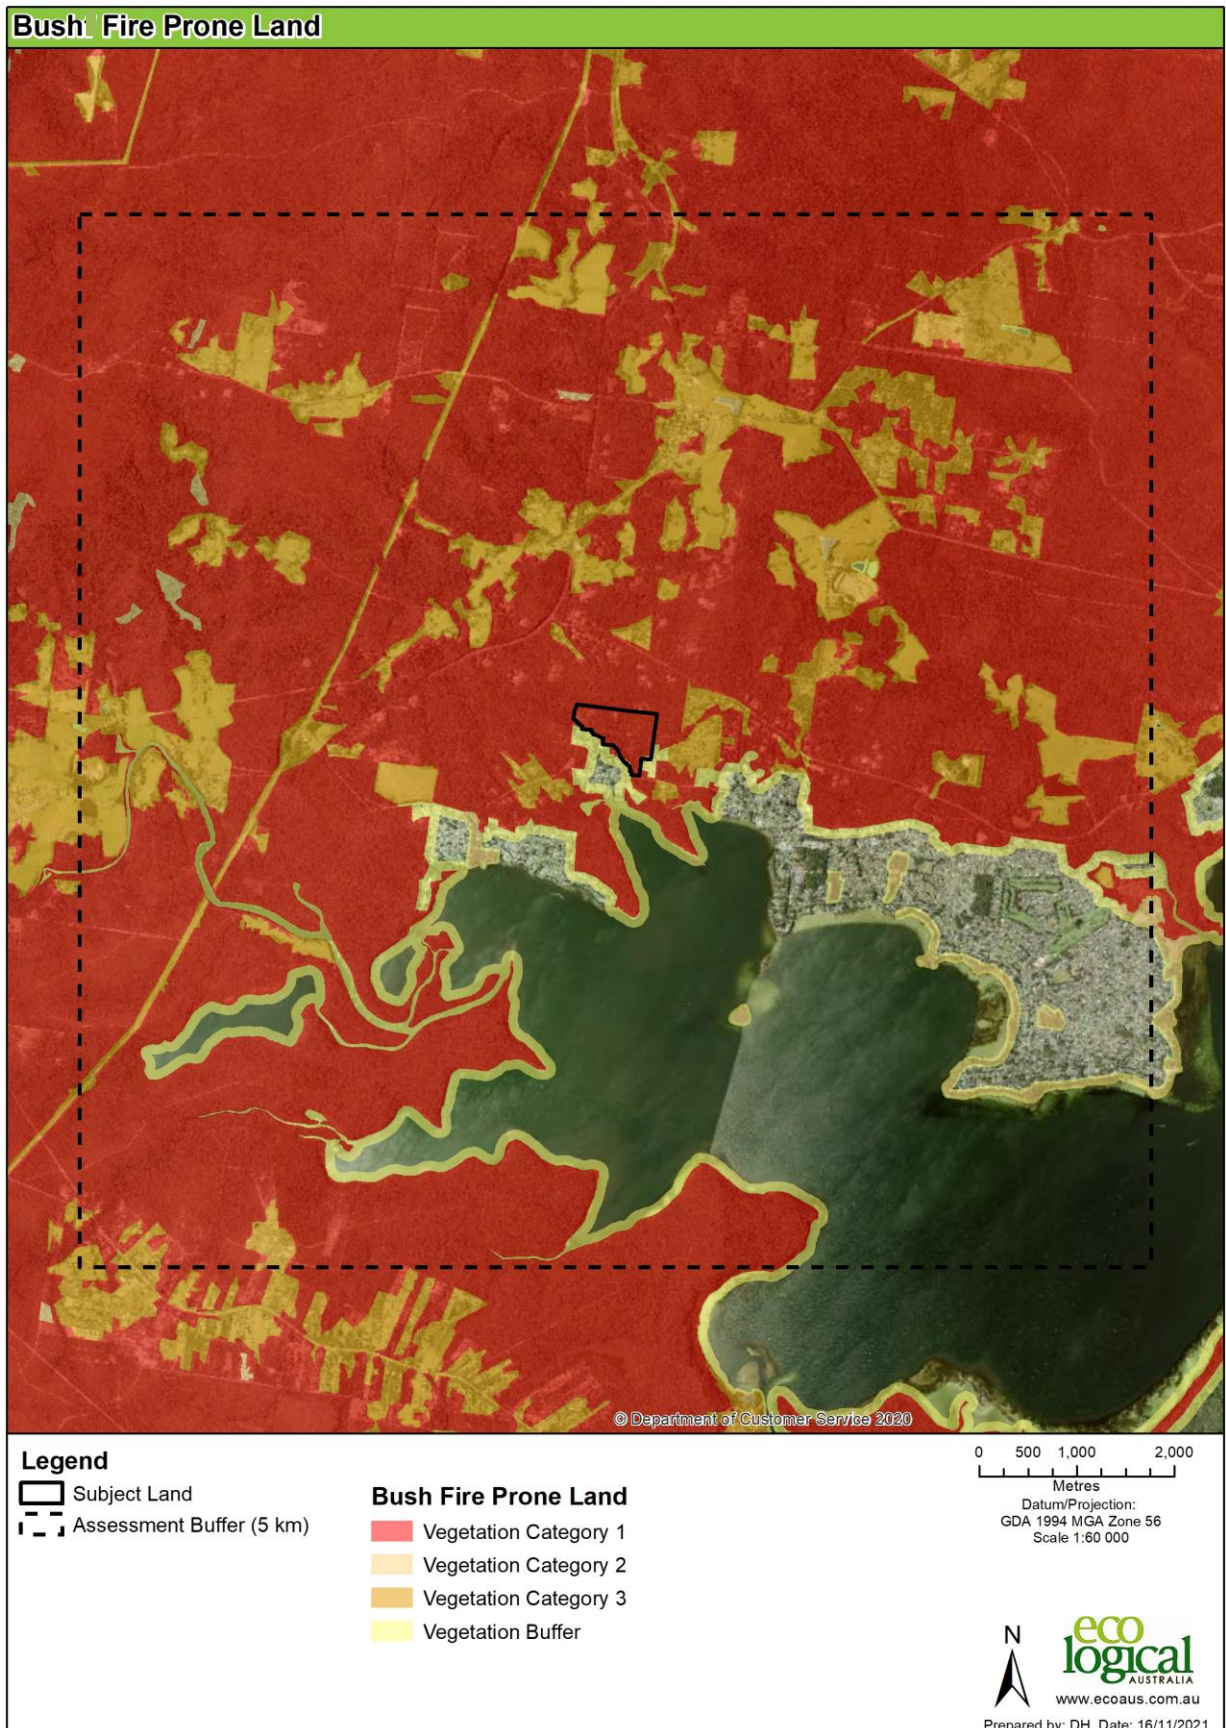 Bush Fire Prone Land
© Department of Customer Service 2020
Legend
Subject Land
Assessment Buffer (5 km)
Bush Fire Prone Land
Vegetation Category 1
Vegetation Category 2
Vegetation Category 3
Vegetation Buffer
0 500 1,000 2,000
Metres
Datum/Projection:
GDA 1994 MGA Zone 56
Scale 1:60 000
N
eco
logical
AUSTRALIA
www.ecoaus.com.au
Prepared by: DH Date: 16/11/2021